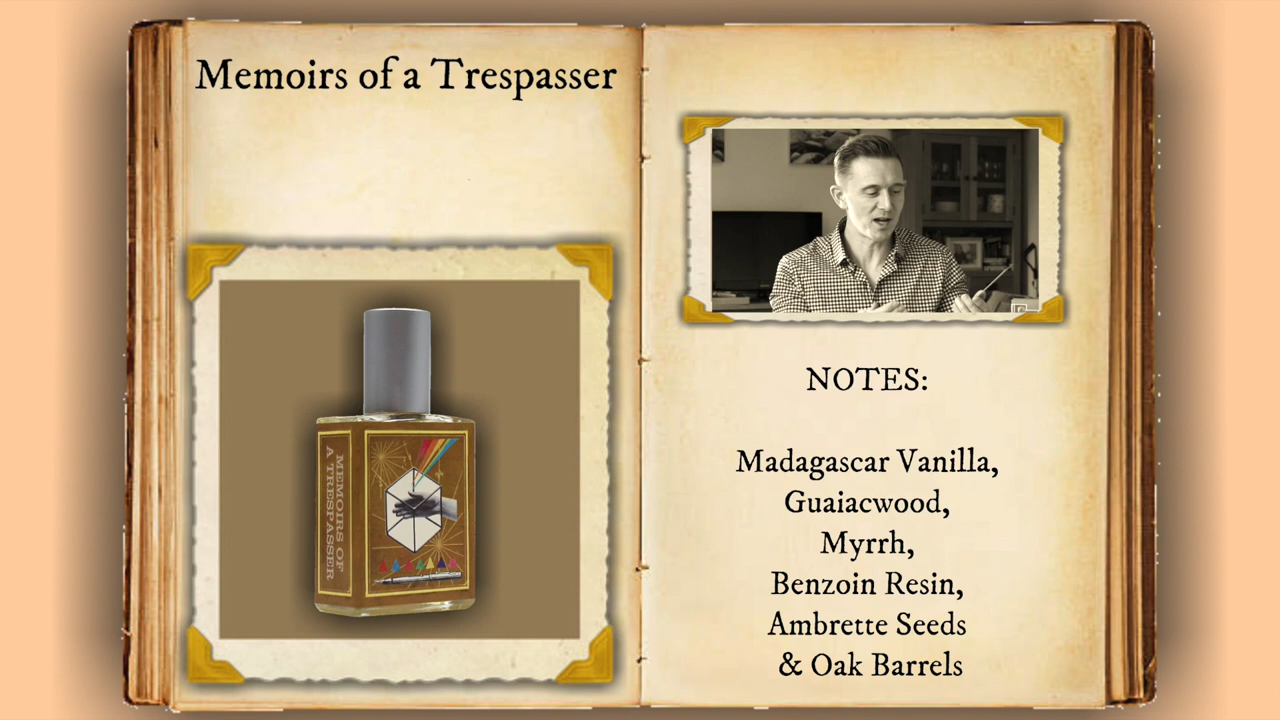 Memoirs of a Trespasser
MEMOIRS OF
A TRESPASSER
NOTES:
Madagascar Vanilla,
Guaiacwood,
Myrrh,
Benzoin Resin,
Ambrette Seeds
& Oak Barrels